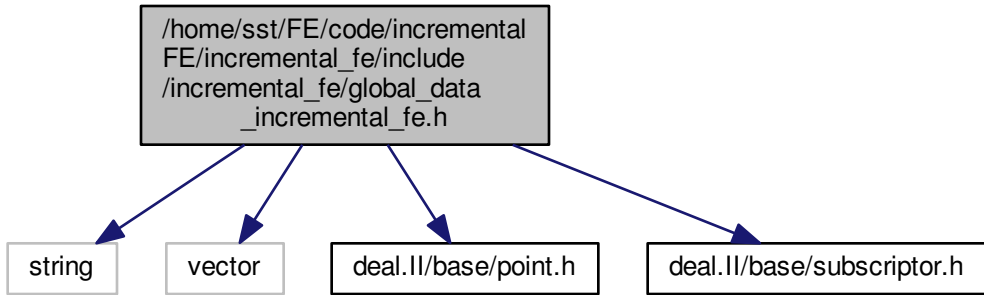 /home/sst/FE/code/incremental
FE/incremental_fe/include
/incremental_fe/global_data
_incremental_fe.h
string
vector
deal.II/base/point.h
deal.II/base/subscriptor.h